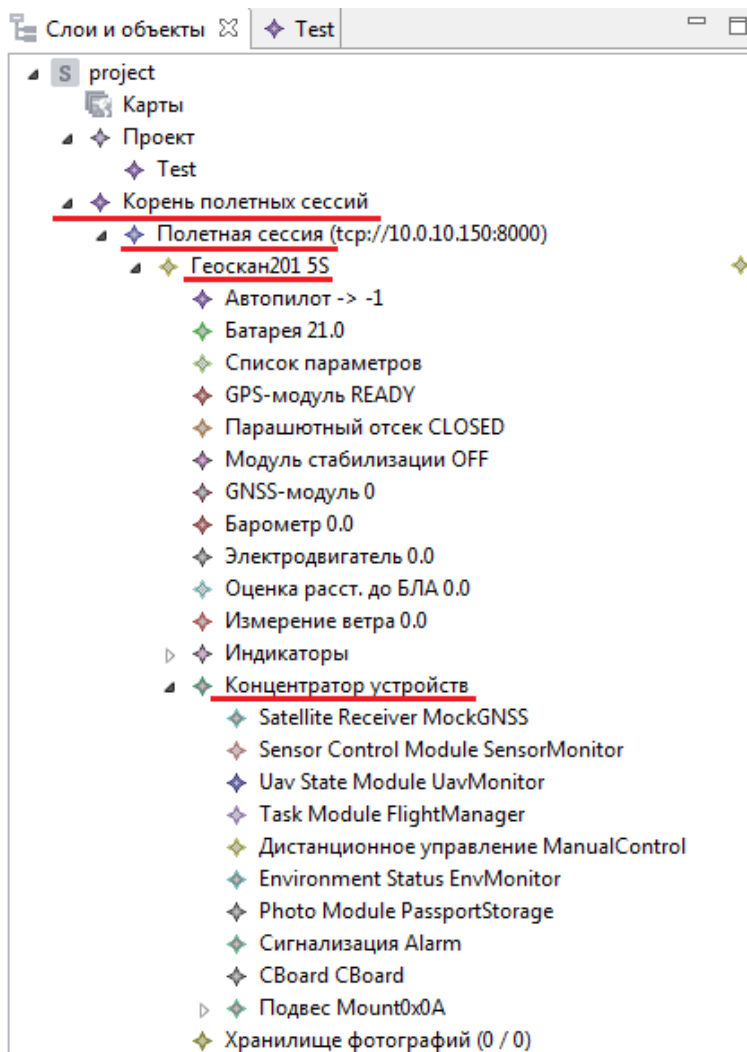 Слои и объекты Test
S project
Карты
Проект
Test
Корень полетных сессий
Полетная сессия (tcp://10.0.10.150:8000)
Геоскан201 5S
Автопилот -> -1
Батарея 21.0
Список параметров
GPS-модуль READY
Парашютный отсек CLOSED
Модуль стабилизации OFF
GNSS-модуль 0
Барометр 0.0
Электродвигатель 0.0
Оценка расст. до БЛА 0.0
Измерение ветра 0.0
Индикаторы
Концентратор устройств
Satellite Receiver MockGNSS
Sensor Control Module SensorMonitor
Uav State Module UavMonitor
Task Module FlightManager
Дистанционное управление ManualControl
Environment Status EnvMonitor
Photo Module PassportStorage
Сигнализация Alarm
CBoard CBoard
Подвес Mount0x0A
Хранилище фотографий (0 / 0)